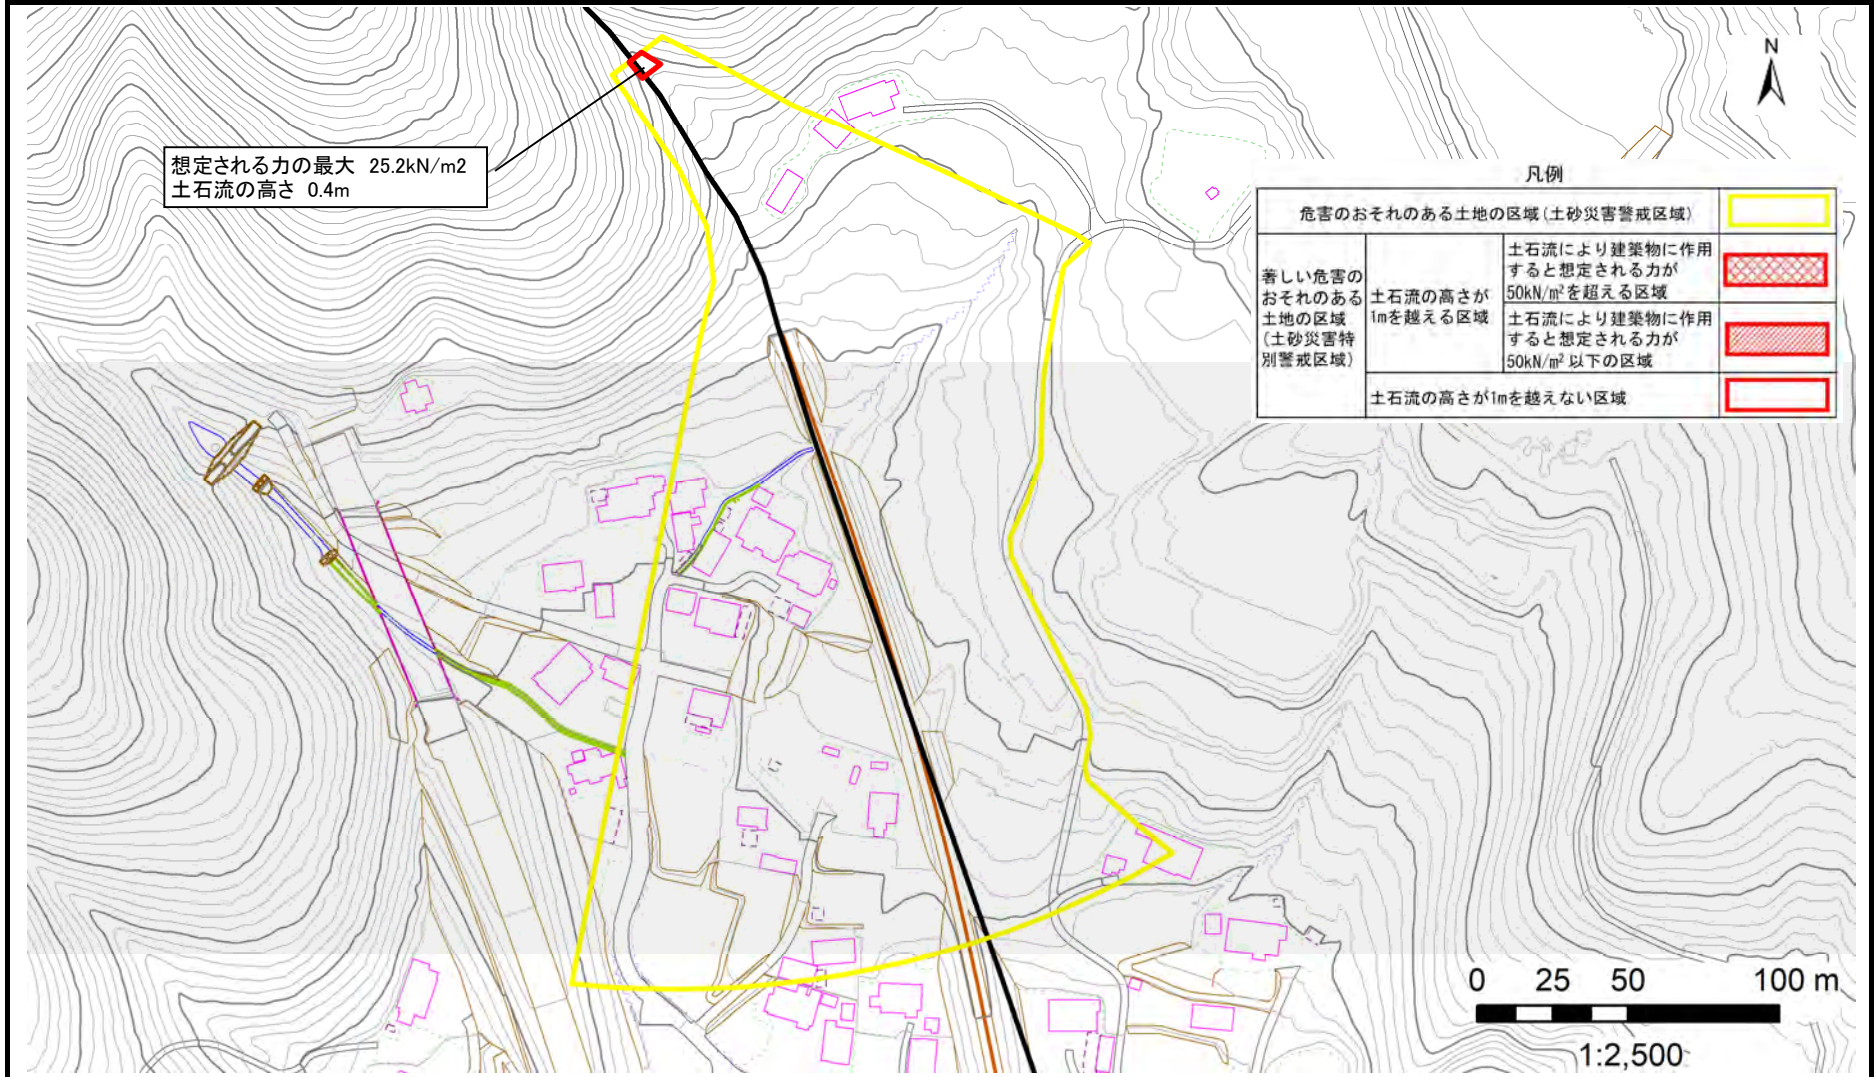 N
想定される力の最大 25.2kN/m2
土石流の高さ 0.4m
凡例
危害のおそれのある土地の区域(土砂災害警戒区域)
著しい危害の
おそれのある
土地の区域
(土砂災害特
別警戒区域)
土石流の高さが
1mを越える区域
土石流により建築物に作用
すると想定される力が
50kN/m²を超える区域
土石流により建築物に作用
すると想定される力が
50kN/m²以下の区域
土石流の高さが1mを越えない区域
0 25 50 100 m
1:2,500